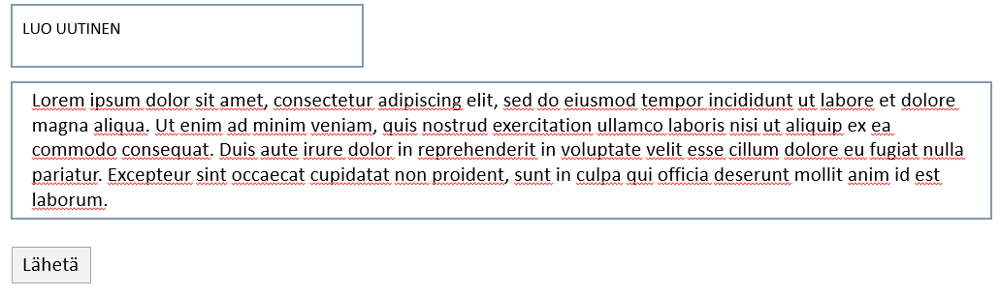 LUO UUTINEN
Lorem ipsum dolor sit amet, consectetur adipiscing elit, sed do eiusmod tempor incididunt ut labore et dolore
magna aliqua. Ut enim ad minim veniam, quis nostrud exercitation ullamco laboris nisi ut aliquip ex ea
commodo consequat. Duis aute irure dolor in reprehenderit in voluptate velit esse cillum dolore eu fugiat nulla
pariatur. Excepteur sint occaecat cupidatat non proident, sunt in culpa qui officia deserunt mollit anim id est
laborum.
Lähetä